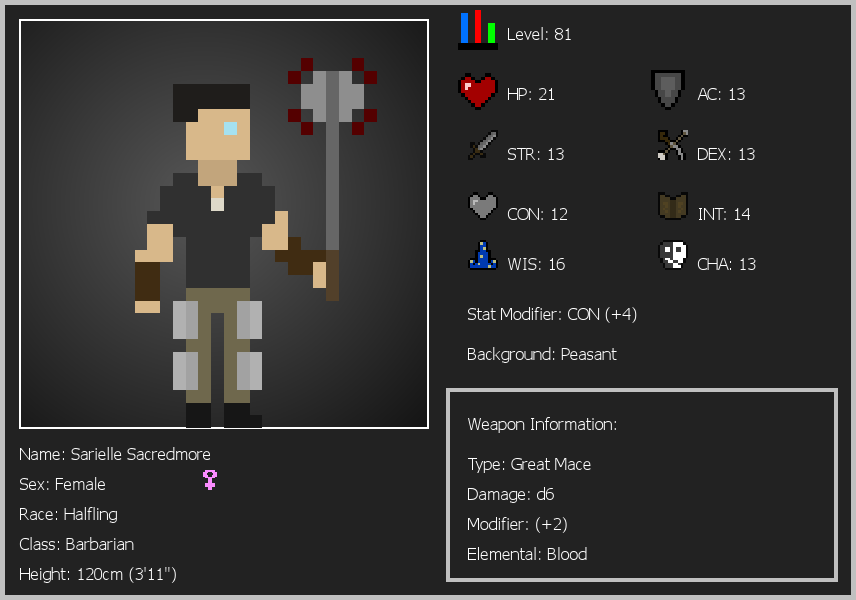 Level: 81
HP: 21
AC: 13
STR: 13
DEX: 13
CON: 12
INT: 14
WIS: 16
CHA: 13
Stat Modifier: CON (+4)
Background: Peasant
Weapon Information:
Type: Great Mace
Damage: d6
Modifier: (+2)
Elemental: Blood
Name: Sarielle Sacredmore
Sex: Female
Race: Halfling
Class: Barbarian
Height: 120cm (3'11")